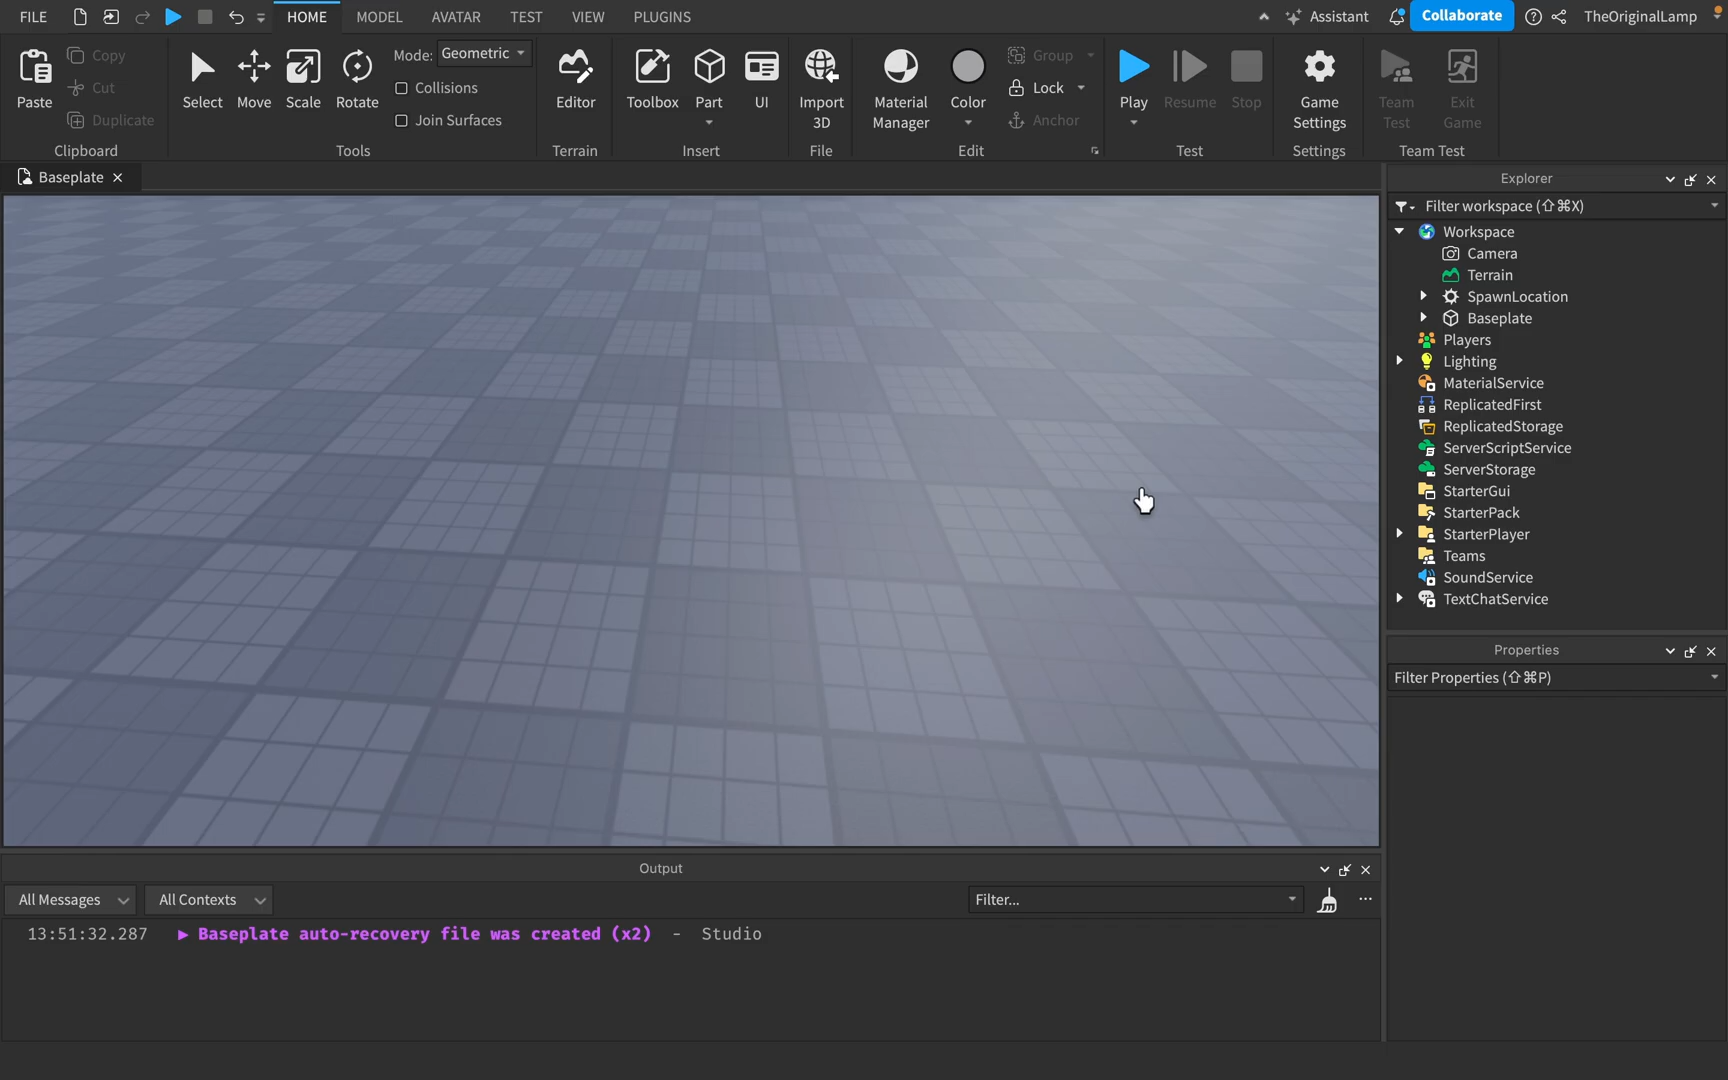 FILE
HOME
MODEL
AVATAR
TEST
VIEW
PLUGINS
Assistant
Collaborate
TheOriginalLamp
Paste
Copy
Cut
Duplicate
Clipboard
Select
Move
Scale
Rotate
Mode: Geometric
Collisions
Join Surfaces
Tools
Editor
Terrain
Toolbox
Part
UI
Insert
Import
3D
File
Material
Manager
Color
Group
Lock
Anchor
Edit
Play
Resume
Stop
Test
Game
Settings
Settings
Team
Test
Exit
Game
Team Test
Baseplate
Explorer
Filter workspace (⇧⌘X)
Workspace
Camera
Terrain
SpawnLocation
Baseplate
Players
Lighting
MaterialService
ReplicatedFirst
ReplicatedStorage
ServerScriptService
ServerStorage
StarterGui
StarterPack
StarterPlayer
Teams
SoundService
TextChatService
Properties
Filter Properties (⇧⌘P)
Output
All Messages
All Contexts
Filter...
13:51:32.287 ▶ Baseplate auto-recovery file was created (x2) - Studio